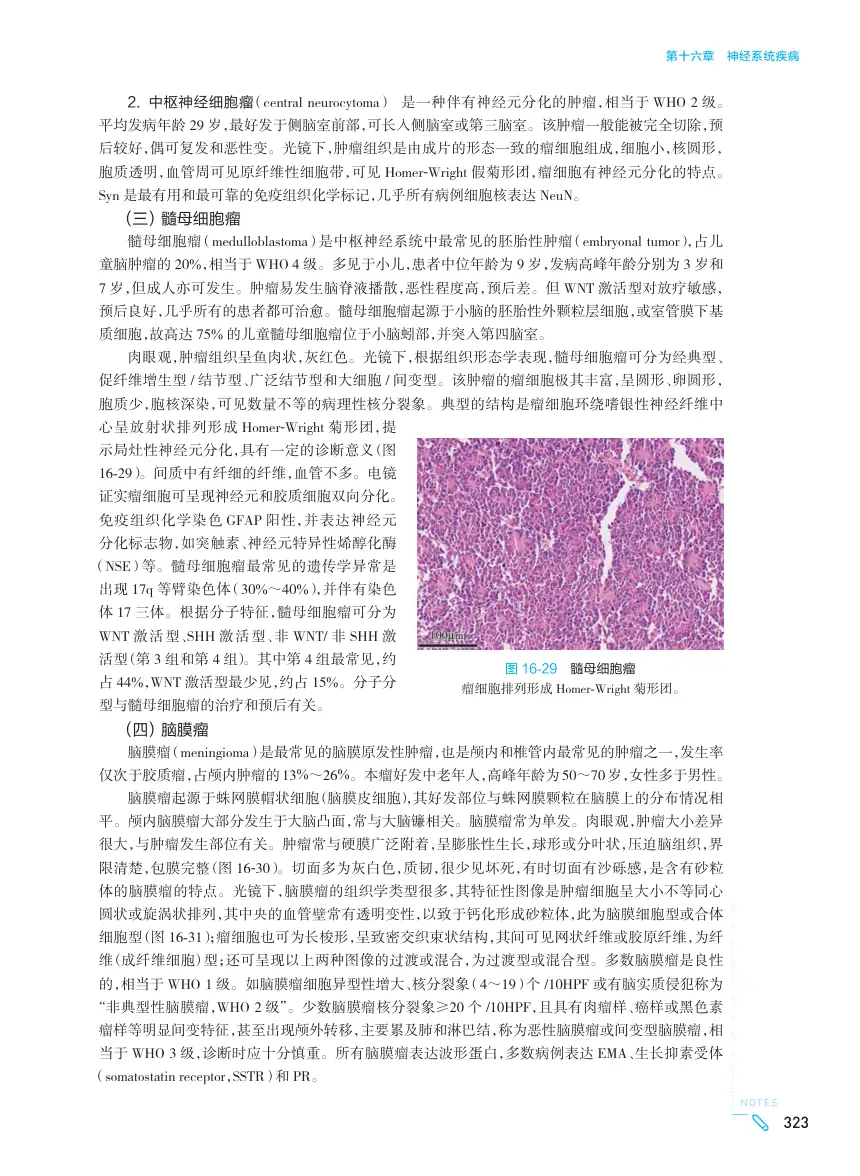 第十六章 神经系统疾病
2. 中枢神经细胞瘤（central neurocytoma） 是一种伴有神经元分化的肿瘤，相当于 WHO 2 级。
平均发病年龄 29 岁，最好发于侧脑室前部，可长入侧脑室或第三脑室。该肿瘤一般能被完全切除，预
后较好，偶可复发和恶性变。光镜下，肿瘤组织是由成片的形态一致的瘤细胞组成，细胞小，核圆形，
胞质透明，血管周可见原纤维性细胞带，可见 Homer-Wright 假菊形团，瘤细胞有神经元分化的特点。
Syn 是最有用和最可靠的免疫组织化学标记，几乎所有病例细胞核表达 NeuN。
（三）髓母细胞瘤
髓母细胞瘤（medulloblastoma）是中枢神经系统中最常见的胚胎性肿瘤（embryonal tumor），占儿
童脑肿瘤的 20%，相当于 WHO 4 级。多见于小儿，患者中位年龄为 9 岁，发病高峰年龄分别为 3 岁和
7 岁，但成人亦可发生。肿瘤易发生脑脊液播散，恶性程度高，预后差。但 WNT 激活型对放疗敏感，
预后良好，几乎所有的患者都可治愈。髓母细胞瘤起源于小脑的胚胎性外颗粒层细胞，或室管膜下基
质细胞，故高达 75% 的儿童髓母细胞瘤位于小脑蚓部，并突入第四脑室。
肉眼观，肿瘤组织呈鱼肉状，灰红色。光镜下，根据组织形态学表现，髓母细胞瘤可分为经典型、
促纤维增生型 / 结节型、广泛结节型和大细胞 / 间变型。该肿瘤的瘤细胞极其丰富，呈圆形、卵圆形，
胞质少，胞核深染，可见数量不等的病理性核分裂象。典型的结构是瘤细胞环绕嗜银性神经纤维中
心呈放射状排列形成 Homer-Wright 菊形团，提
示局灶性神经元分化，具有一定的诊断意义（图
16-29）。间质中有纤细的纤维，血管不多。电镜
证实瘤细胞可呈现神经元和胶质细胞双向分化。
免疫组织化学染色 GFAP 阳性，并表达神经元
分化标志物，如突触素、神经元特异性烯醇化酶
（NSE）等。髓母细胞瘤最常见的遗传学异常是
出现 17q 等臂染色体（30%～40%），并伴有染色
体 17 三体。根据分子特征，髓母细胞瘤可分为
WNT 激活型、SHH 激活型、非 WNT/ 非 SHH 激
活型（第 3 组和第 4 组）。其中第 4 组最常见，约
占 44%，WNT 激活型最少见，约占 15%。分子分
型与髓母细胞瘤的治疗和预后有关。
100μm
图 16-29 髓母细胞瘤
瘤细胞排列形成 Homer-Wright 菊形团。
（四）脑膜瘤
脑膜瘤（meningioma）是最常见的脑膜原发性肿瘤，也是颅内和椎管内最常见的肿瘤之一，发生率
仅次于胶质瘤，占颅内肿瘤的 13%～26%。本瘤好发中老年人，高峰年龄为 50～70 岁，女性多于男性。
脑膜瘤起源于蛛网膜帽状细胞（脑膜皮细胞），其好发部位与蛛网膜颗粒在脑膜上的分布情况相
平。颅内脑膜瘤大部分发生于大脑凸面，常与大脑镰相关。脑膜瘤常为单发。肉眼观，肿瘤大小差异
很大，与肿瘤发生部位有关。肿瘤常与硬膜广泛附着，呈膨胀性生长，球形或分叶状，压迫脑组织，界
限清楚，包膜完整（图 16-30）。切面多为灰白色，质韧，很少见坏死，有时切面有沙砾感，是含有砂粒
体的脑膜瘤的特点。光镜下，脑膜瘤的组织学类型很多，其特征性图像是肿瘤细胞呈大小不等同心
圆状或旋涡状排列，其中央的血管壁常有透明变性，以致于钙化形成砂粒体，此为脑膜细胞型或合体
细胞型（图 16-31）；瘤细胞也可为长梭形，呈致密交织束状结构，其间可见网状纤维或胶原纤维，为纤
维（成纤维细胞）型；还可呈现以上两种图像的过渡或混合，为过渡型或混合型。多数脑膜瘤是良性
的，相当于 WHO 1 级。如脑膜瘤细胞异型性增大、核分裂象（4～19）个 /10HPF 或有脑实质侵犯称为
“非典型性脑膜瘤，WHO 2 级”。少数脑膜瘤核分裂象≥20 个 /10HPF，且具有肉瘤样、癌样或黑色素
瘤样等明显间变特征，甚至出现颅外转移，主要累及肺和淋巴结，称为恶性脑膜瘤或间变型脑膜瘤，相
当于 WHO 3 级，诊断时应十分慎重。所有脑膜瘤表达波形蛋白，多数病例表达 EMA、生长抑素受体
（somatostatin receptor，SSTR）和 PR。
NOTES
323